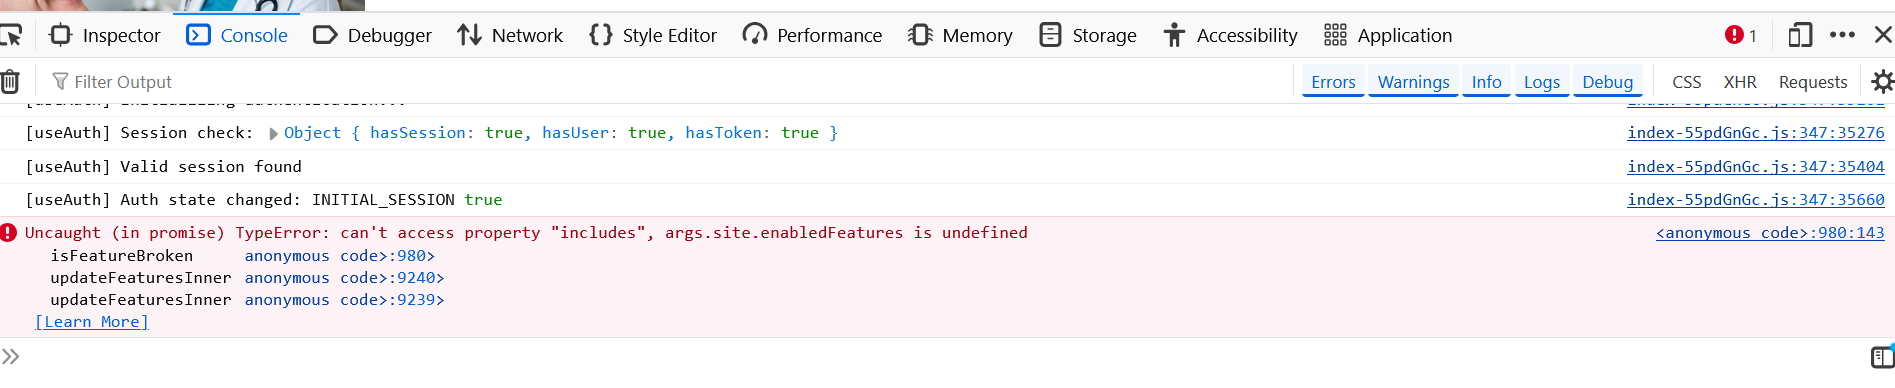 Inspector Console Debugger Network Style Editor Performance Memory Storage Accessibility Application 1
Filter Output Errors Warnings Info Logs Debug CSS XHR Requests
[useAuth] Initializing authentication...
[useAuth] Session check: Object { hasSession: true, hasUser: true, hasToken: true } index-55pdGnGc.js:347:35276
[useAuth] Valid session found index-55pdGnGc.js:347:35404
[useAuth] Auth state changed: INITIAL_SESSION true index-55pdGnGc.js:347:35660
Uncaught (in promise) TypeError: can't access property "includes", args.site.enabledFeatures is undefined <anonymous code>:980:143
isFeatureBroken anonymous code>:980>
updateFeaturesInner anonymous code>:9240>
updateFeaturesInner anonymous code>:9239>
[Learn More]